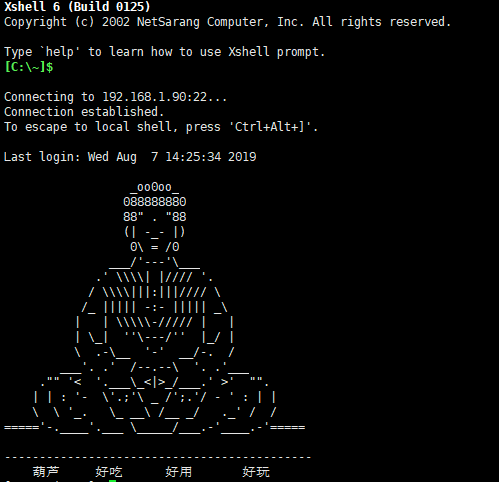 Xshell 6 (Build 0125)
Copyright (c) 2002 NetSarang Computer, Inc. All rights reserved.
Type `help' to learn how to use Xshell prompt.
[C:\~]$
Connecting to 192.168.1.90:22...
Connection established.
To escape to local shell, press 'Ctrl+Alt+]'.
Last login: Wed Aug  7 14:25:34 2019
                  _oo0oo_
                 088888880
                 88" . "88
                 (| -_- |)
                  0\ = /0
               ___/'---'\___
             .' \\\\| |//// '.
            / \\\\|||:|||//// \
           /_ ||||| -:- ||||| _\
          |   | \\\\\-///// |   |
          | \_|  ''\---/''  |_/ |
          \  .-\__  '-'  __/-.  /
        ___'. .'  /--.--\  '. .'___
     ."" '<  '.___\_<|>_/___.' >'  "".
    | | : '-  \'.;'\ _ /';.'/ - ' : | |
    \  \ '_.   \_ __\ /__ _/   ._' /  /
====='-.____'.___ \_____/___.-'____.-'=====
-------------------------------------------
    葫芦     好吃      好用       好玩